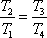 T₂/T₁ = T₃/T₄